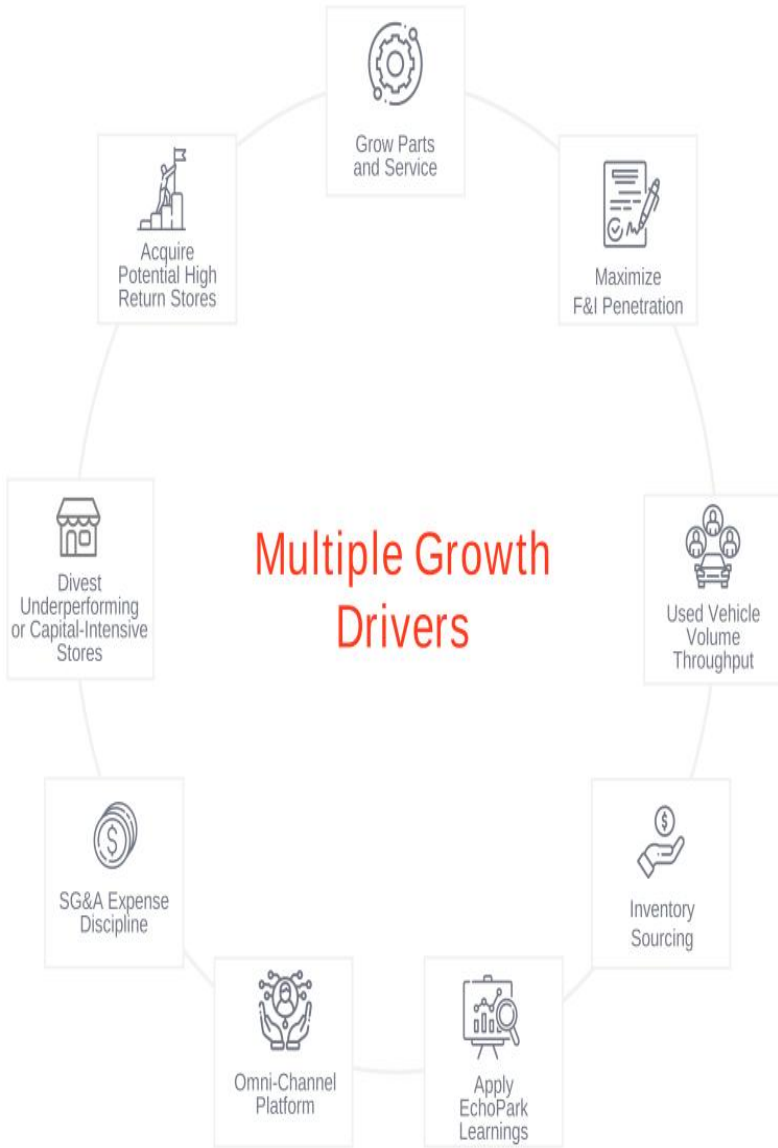 Grow Parts
and Service
Maximize
F&I Penetration
Used Vehicle
Volume
Throughput
Inventory
Sourcing
Apply
EchoPark
Learnings
Omni-Channel
Platform
SG&A Expense
Discipline
Divest
Underperforming
or Capital-Intensive
Stores
Acquire
Potential High
Return Stores
Multiple Growth
Drivers